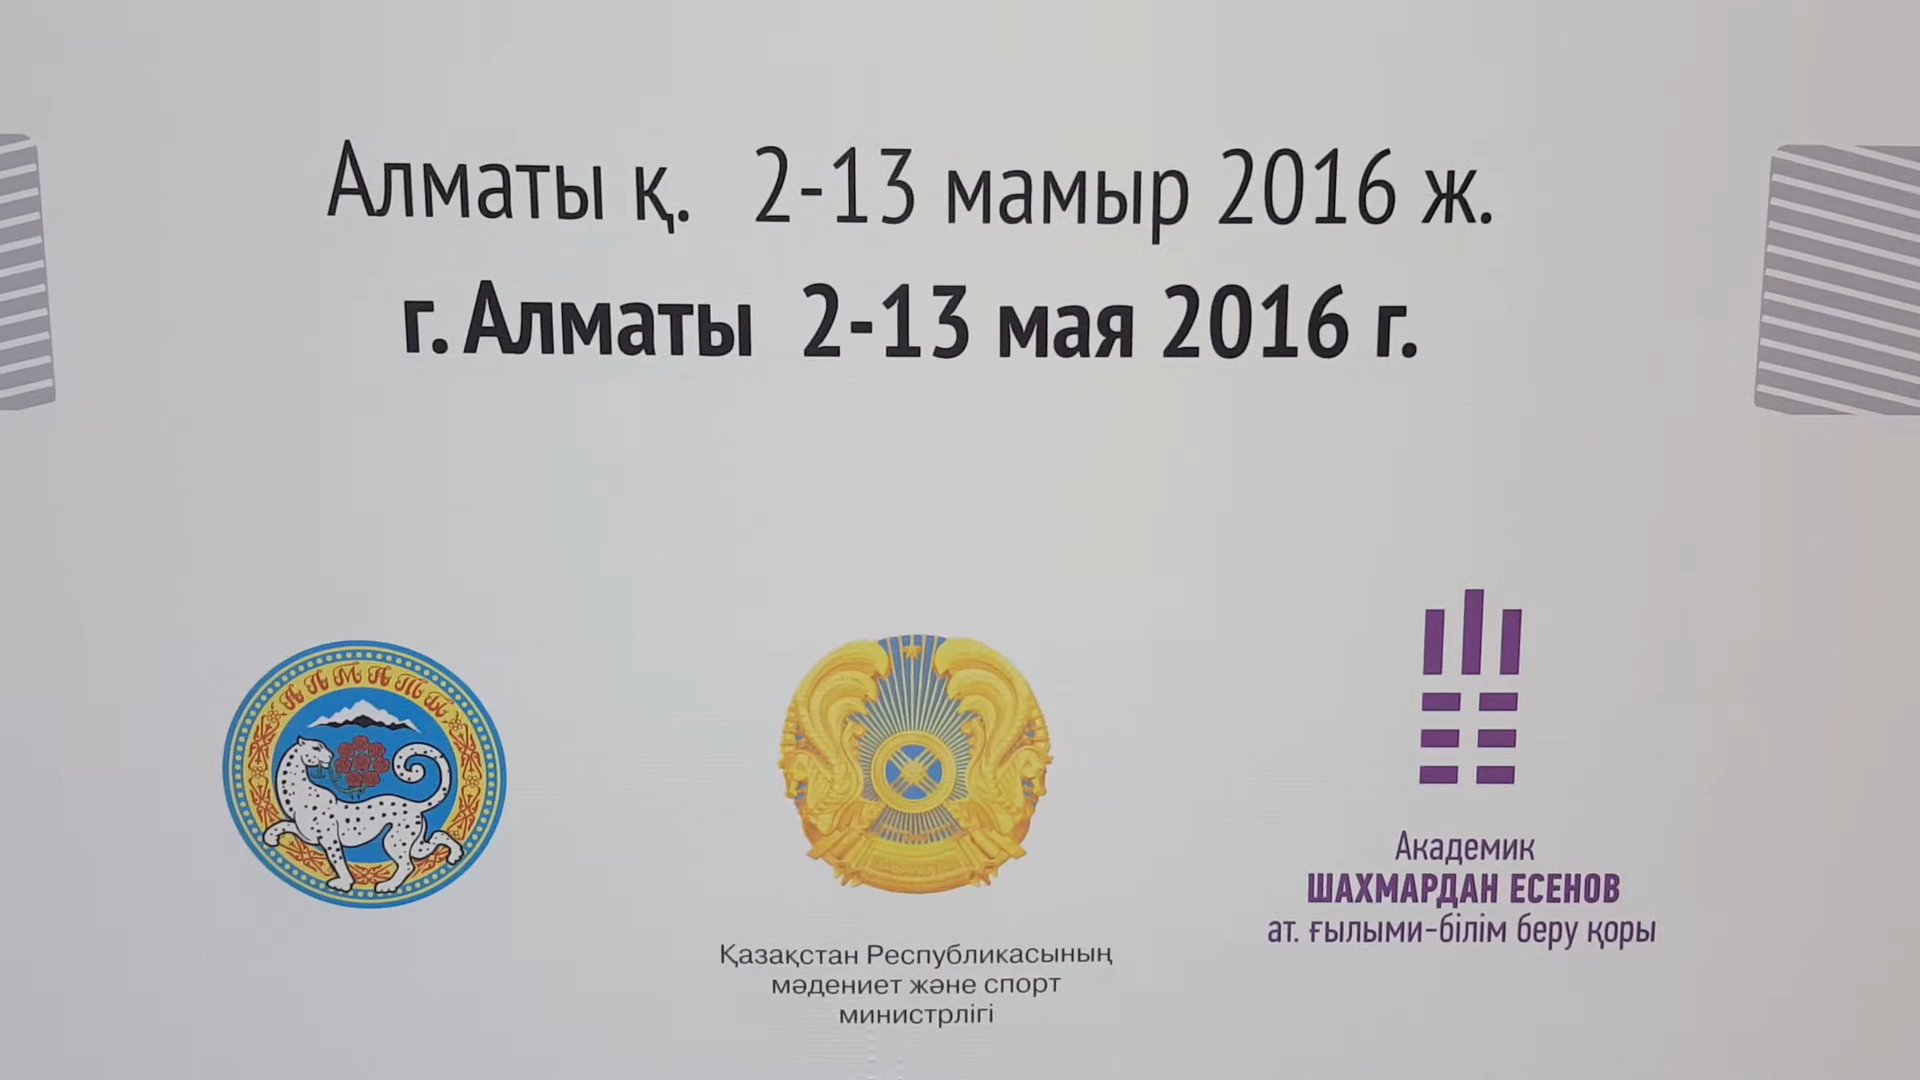 Алматы қ. 2-13 мамыр 2016 ж.
г. Алматы 2-13 мая 2016 г.
АЛМАТЫ
Қазақстан Республикасының
мәдениет және спорт
министрлігі
Академик
ШАХМАРДАН ЕСЕНОВ
ат. ғылыми-білім беру қоры